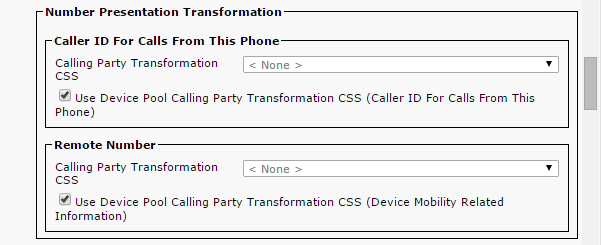 Number Presentation Transformation
Caller ID For Calls From This Phone
Calling Party Transformation
CSS
< None >
Use Device Pool Calling Party Transformation CSS (Caller ID For Calls From This
Phone)
Remote Number
Calling Party Transformation
CSS
< None >
Use Device Pool Calling Party Transformation CSS (Device Mobility Related
Information)